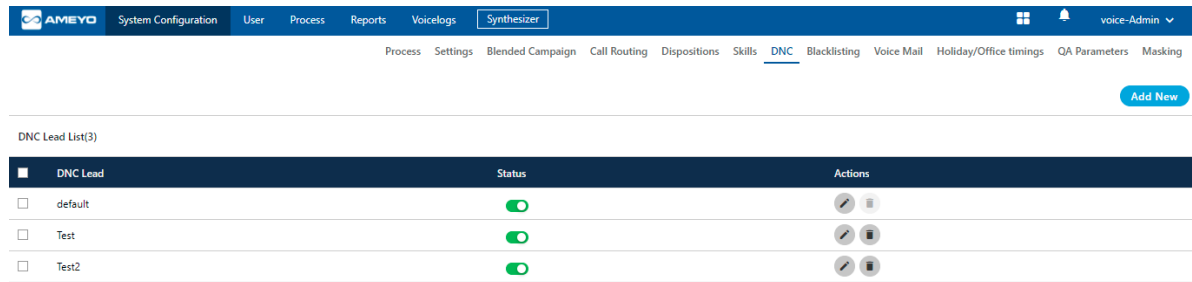 AMEYO System Configuration User Process Reports Voicelogs Synthesizer voice-Admin
Process Settings Blended Campaign Call Routing Dispositions Skills DNC Blacklisting Voice Mail Holiday/Office timings QA Parameters Masking
Add New
DNC Lead List(3)
DNC Lead Status Actions
default
Test
Test2